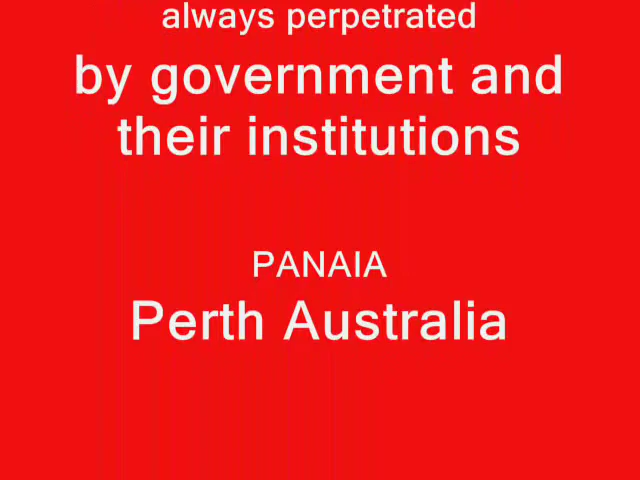 always perpetrated
by government and
their institutions
PANAIA
Perth Australia